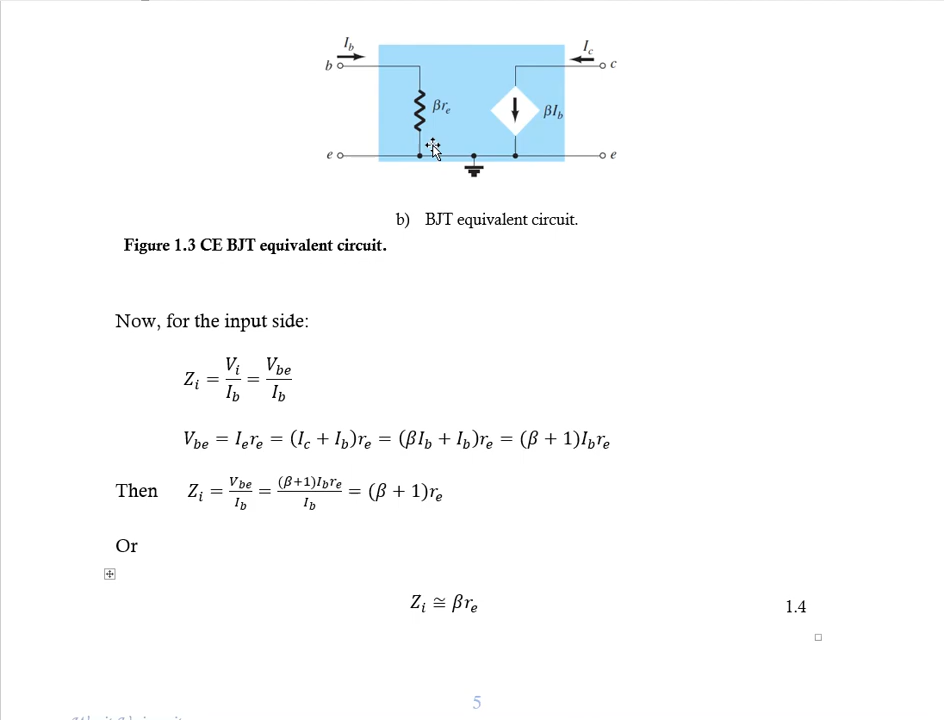 I_b
I_c
b
c
βr_e
βI_b
e
e
b) BJT equivalent circuit.
Figure 1.3 CE BJT equivalent circuit.
Now, for the input side:
Z_i = V_i / I_b = V_be / I_b
V_be = I_e r_e = (I_c + I_b)r_e = (βI_b + I_b)r_e = (β + 1)I_b r_e
Then Z_i = V_be / I_b = (β+1)I_b r_e / I_b = (β + 1)r_e
Or
Z_i ≅ βr_e 1.4
5